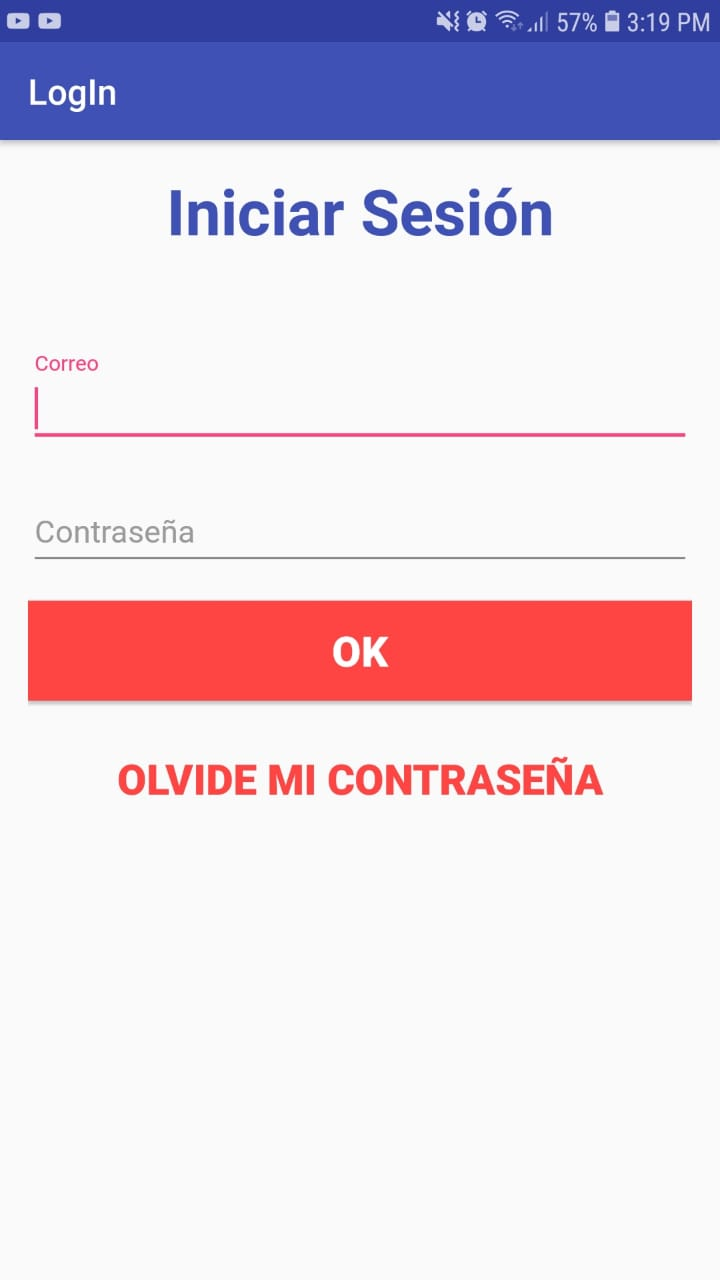 57% 3:19 PM
LogIn
Iniciar Sesión
Correo
Contraseña
OK
OLVIDE MI CONTRASEÑA